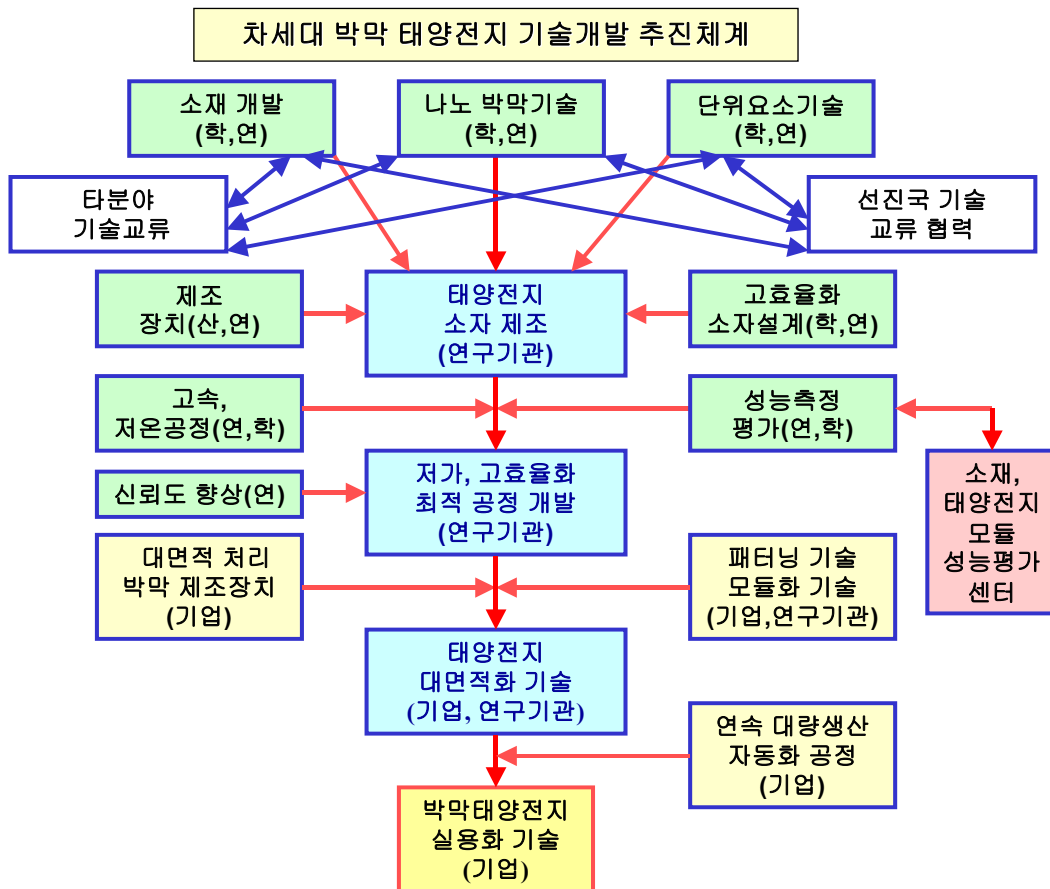 차세대 박막 태양전지 기술개발 추진체계
소재 개발
(학,연)
나노 박막기술
(학,연)
단위요소기술
(학,연)
타분야
기술교류
선진국 기술
교류 협력
제조
장치(산,연)
태양전지
소자 제조
(연구기관)
고효율화
소자설계(학,연)
고속,
저온공정(연,학)
성능측정
평가(연,학)
신뢰도 향상(연)
저가, 고효율화
최적 공정 개발
(연구기관)
소재,
태양전지
모듈
성능평가
센터
대면적 처리
박막 제조장치
(기업)
패터닝 기술
모듈화 기술
(기업,연구기관)
태양전지
대면적화 기술
(기업, 연구기관)
연속 대량생산
자동화 공정
(기업)
박막태양전지
실용화 기술
(기업)